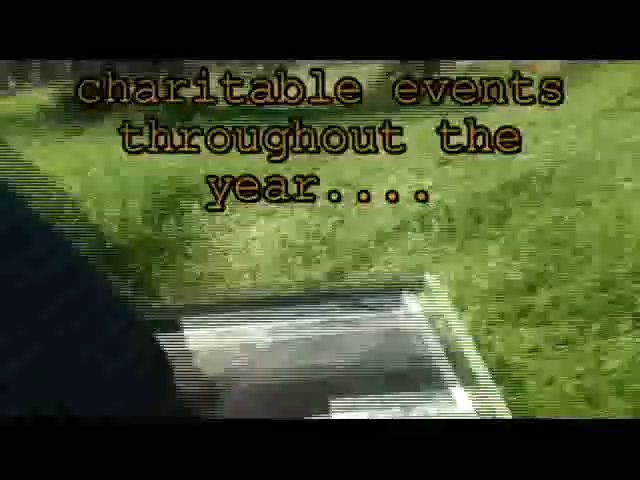 charitable events
throughout the
year....